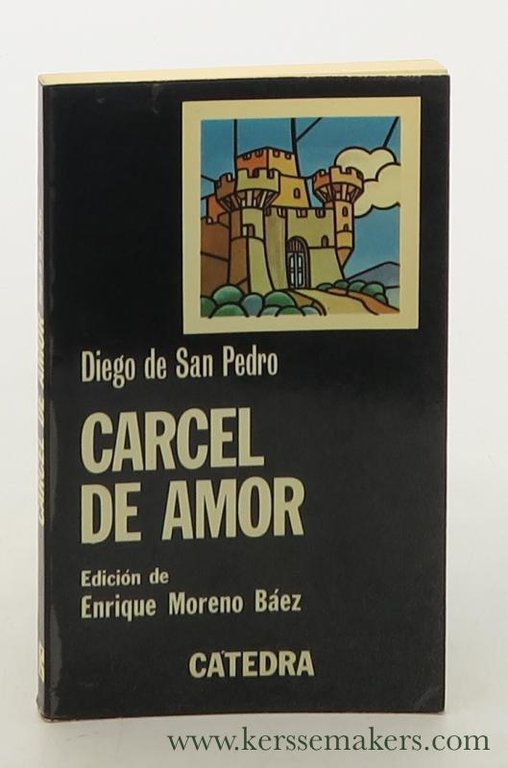 Diego de San Pedro
CARCEL
DE AMOR
Edición de
Enrique Moreno Báez
CATEDRA
CARCEL DE AMOR
www.kerssemakers.com